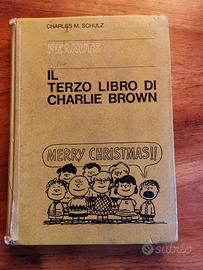 CHARLES M. SCHULZ
PEANUTS
IL
TERZO LIBRO DI
CHARLIE BROWN
MERRY CHRISTMAS!!
subito